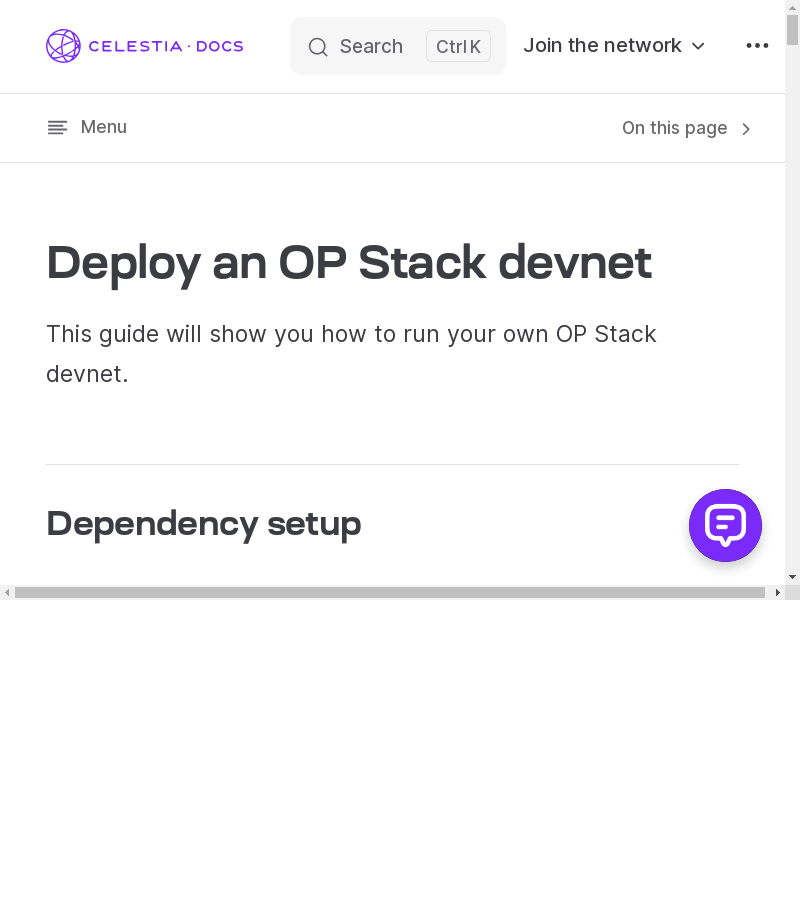 CELESTIA · DOCS
Search
Ctrl K
Join the network
Menu
On this page
Deploy an OP Stack devnet
This guide will show you how to run your own OP Stack
devnet.
Dependency setup